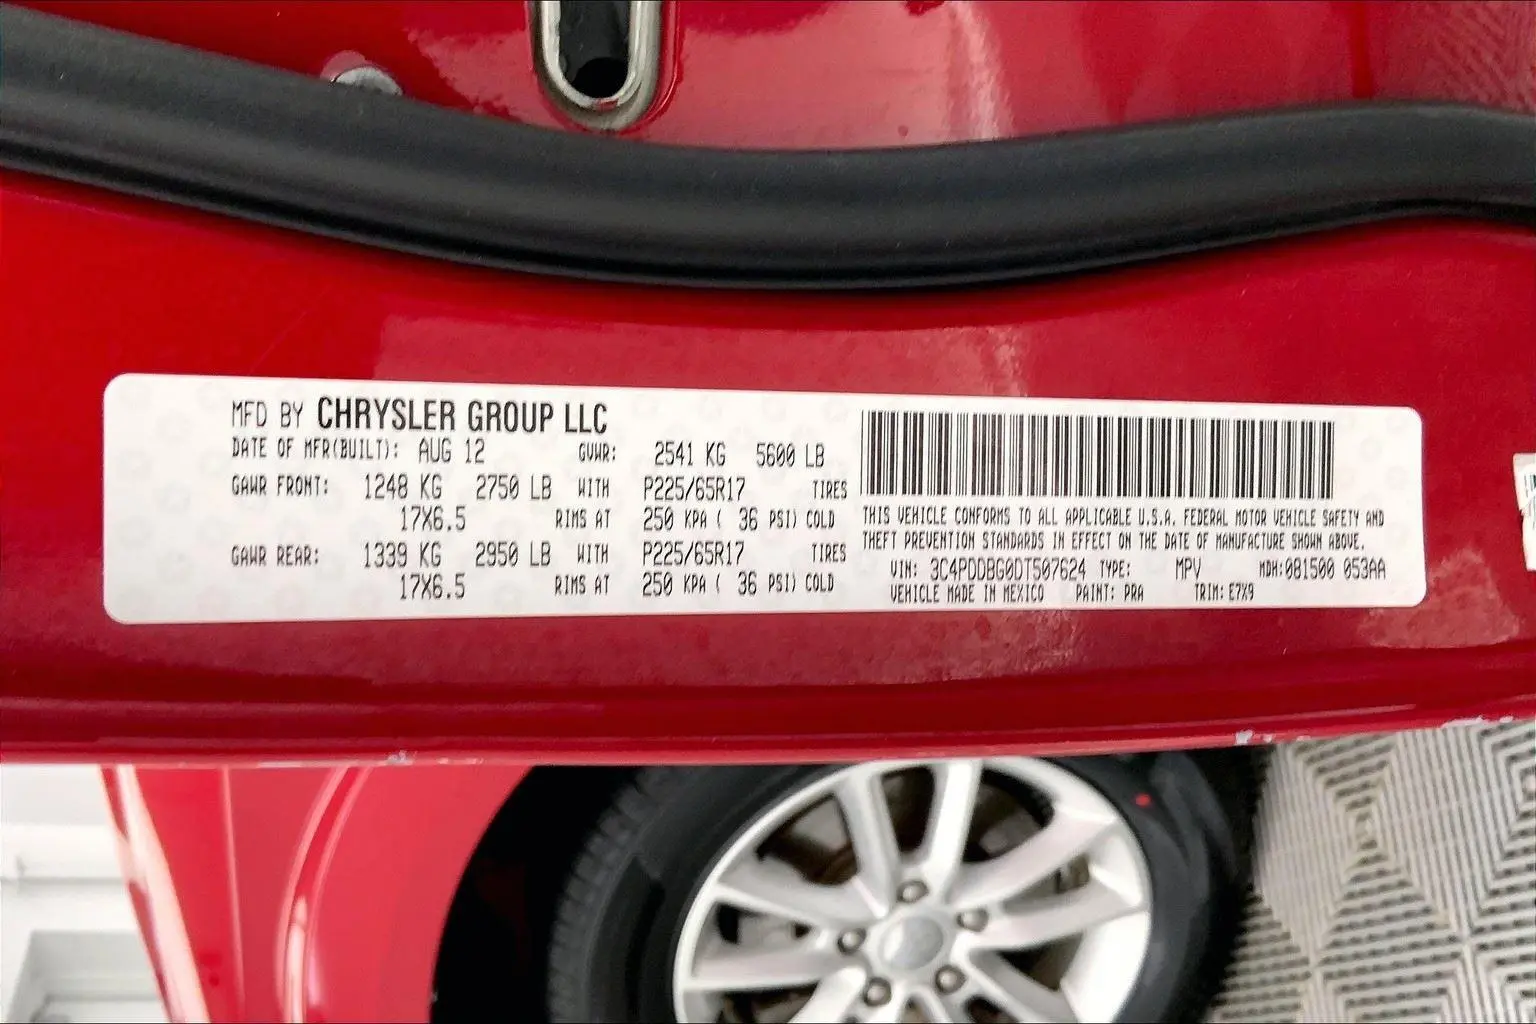 MFD BY CHRYSLER GROUP LLC
DATE OF MFR(BUILT): AUG 12 GVWR: 2541 KG 5600 LB
GAWR FRONT: 1248 KG 2750 LB WITH P225/65R17 TIRES
17X6.5 RIMS AT 250 KPA ( 36 PSI) COLD
GAWR REAR: 1339 KG 2950 LB WITH P225/65R17 TIRES
17X6.5 RIMS AT 250 KPA ( 36 PSI) COLD
THIS VEHICLE CONFORMS TO ALL APPLICABLE U.S.A. FEDERAL MOTOR VEHICLE SAFETY AND
THEFT PREVENTION STANDARDS IN EFFECT ON THE DATE OF MANUFACTURE SHOWN ABOVE.
VIN: 3C4PDDBG0DT507624 TYPE: MPV MDH:081500 053AA
VEHICLE MADE IN MEXICO PAINT: PRA TRIM: E7X9